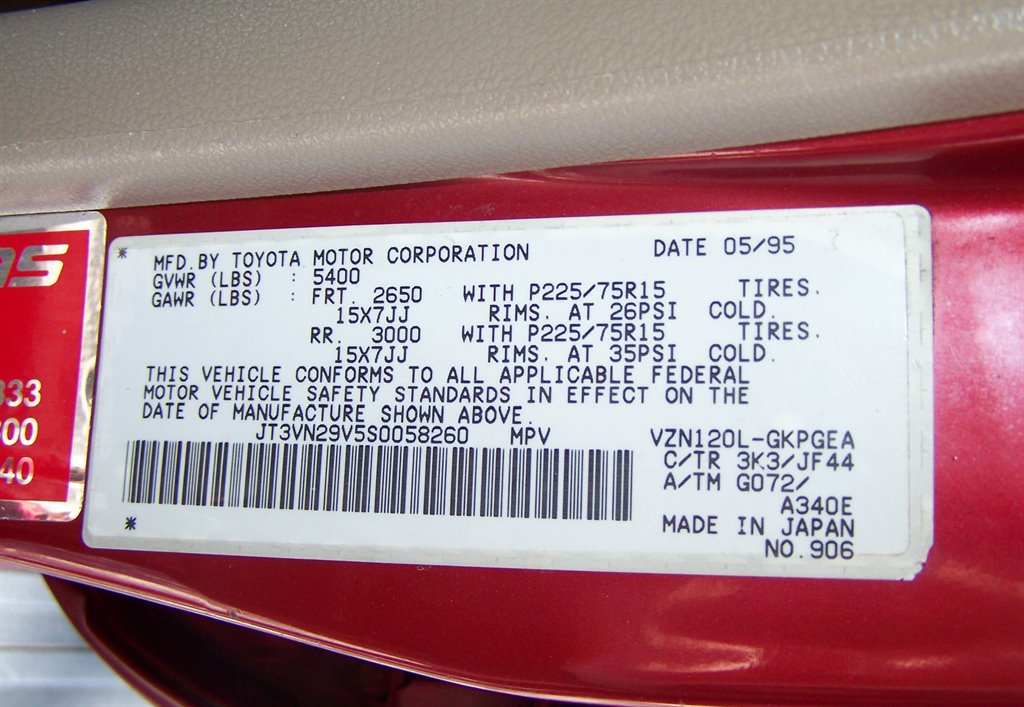 * MFD.BY TOYOTA MOTOR CORPORATION DATE 05/95
GVWR (LBS) : 5400
GAWR (LBS) : FRT. 2650 WITH P225/75R15 TIRES.
15X7JJ RIMS. AT 26PSI COLD.
RR. 3000 WITH P225/75R15 TIRES.
15X7JJ RIMS. AT 35PSI COLD.
THIS VEHICLE CONFORMS TO ALL APPLICABLE FEDERAL
MOTOR VEHICLE SAFETY STANDARDS IN EFFECT ON THE
DATE OF MANUFACTURE SHOWN ABOVE.
JT3VN29V5S0058260 MPV VZN120L-GKPGEA
C/TR 3K3/JF44
A/TM G072/
A340E
* MADE IN JAPAN
NO.906
333
40